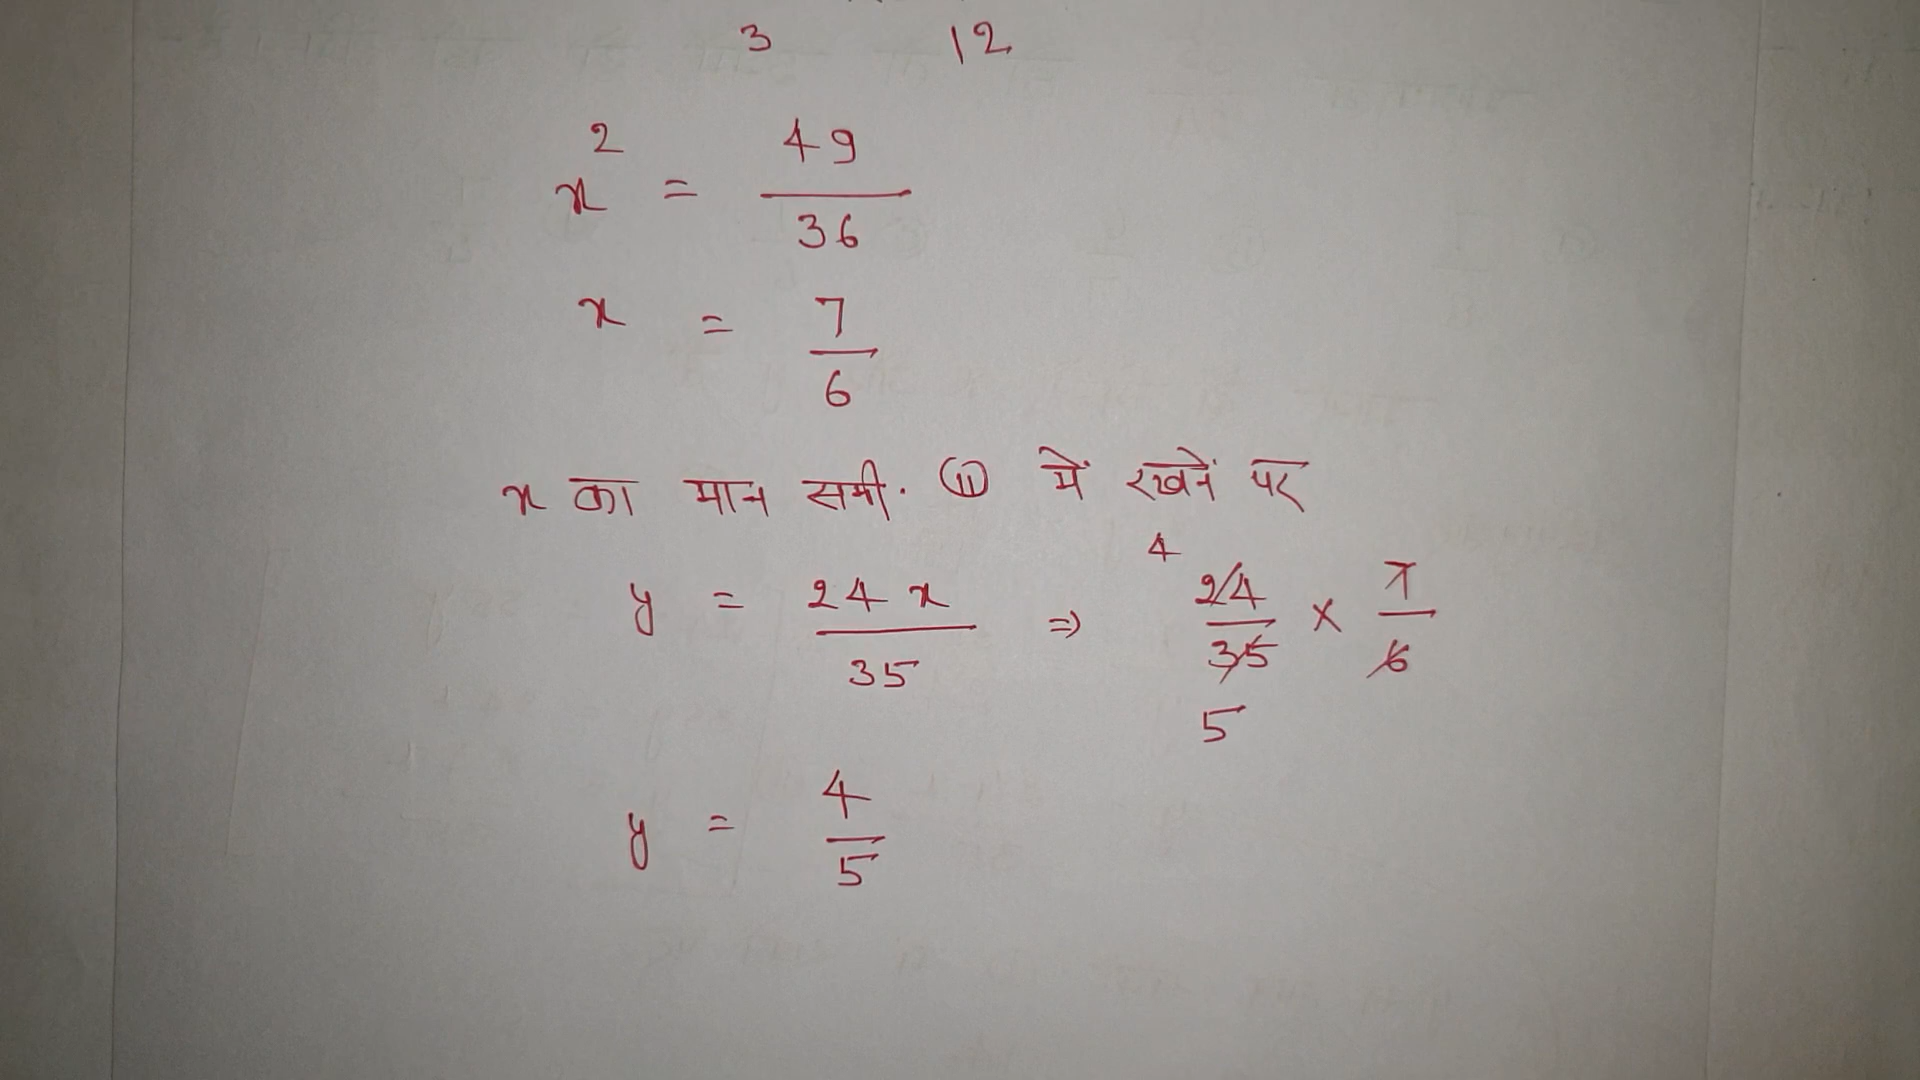 3 12
x² = 49/36
x = 7/6
x का मान समी. (11) में रखनें पर
y = 24x/35 ⇒ 4 24/35 × 7/6
5
y = 4/5